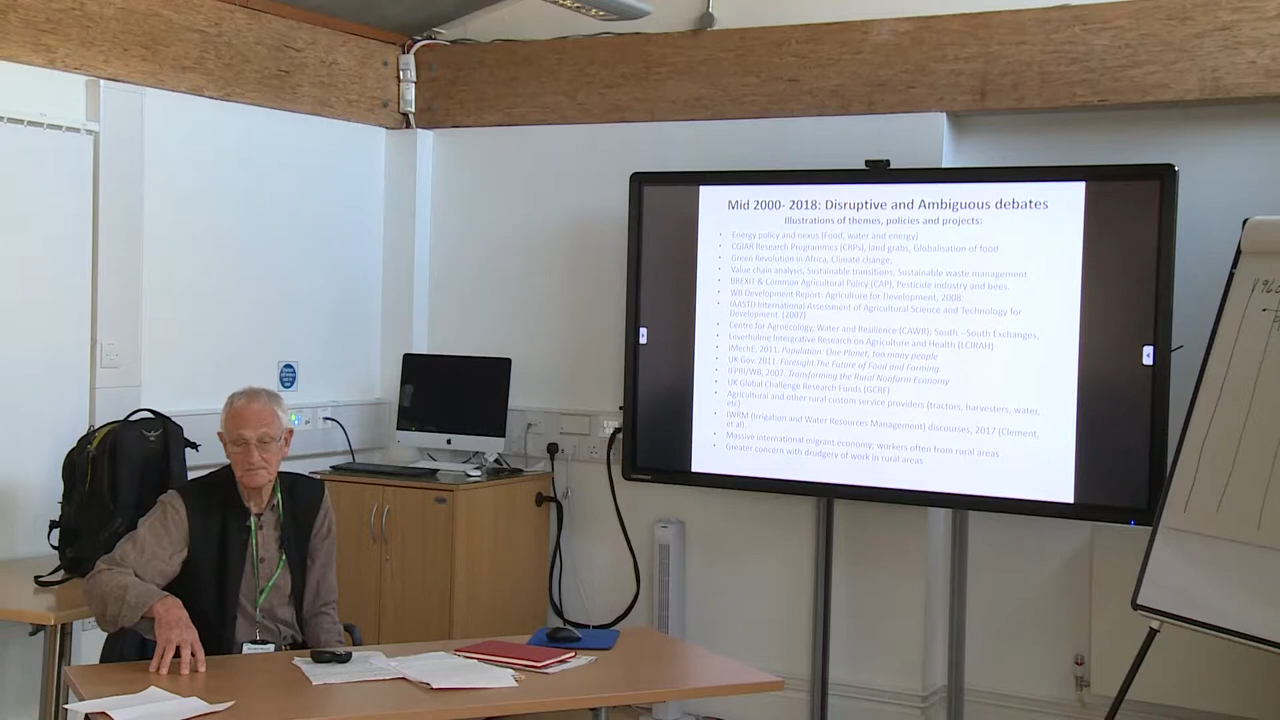 Mid 2000- 2018: Disruptive and Ambiguous debates
Illustrations of themes, policies and projects:
• Energy policy and nexus (Food, water and energy)
• CGIAR Research Programmes (CRPs), land grabs, Globalisation of food
• Green Revolution in Africa, Climate change,
• Value chain analysis, Sustainable transitions, Sustainable waste management
• BREXIT & Common Agricultural Policy (CAP), Pesticide industry and bees.
• WB Development Report: Agriculture for Development, 2008.
• IAASTD International Assessment of Agricultural Science and Technology for
Development. (2007)
• Centre for Agroecology, Water and Resilience (CAWR); South – South Exchanges,
• Leverhulme Intergrative Research on Agriculture and Health (LCIRAH)
• IMechE, 2011. Population: One Planet, too many people
• UK Gov. 2011. Foresight.The Future of Food and Farming.
• IFPRI/WB, 2007. Transforming the Rural Nonfarm Economy
• UK Global Challenge Research Funds (GCRF)
• Agricultural and other rural custom service providers (tractors, harvesters, water,
etc)
• IWRM (Irrigation and Water Resources Management) discourses, 2017 (Clement,
et al)
• Massive international migrant economy; workers often from rural areas
• Greater concern with drudgery of work in rural areas